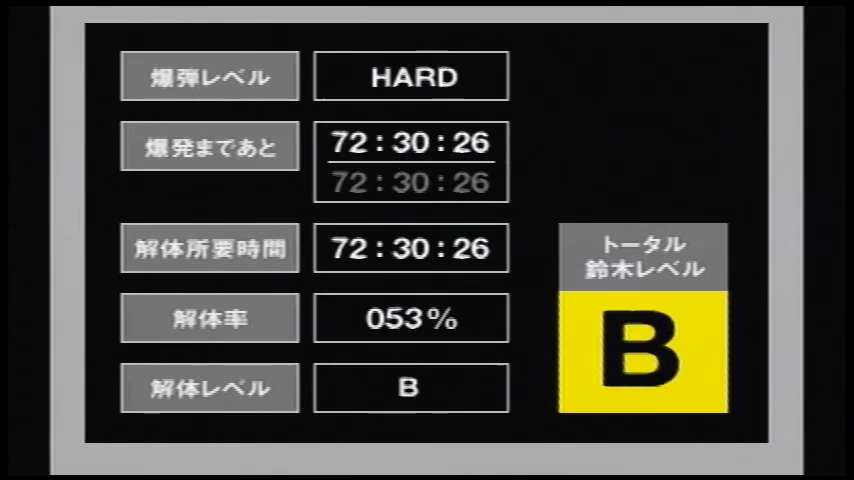 爆弾レベル HARD
爆発まであと 72:30:26
72:30:26
解体所要時間 72:30:26
トータル
鈴木レベル
解体率 053%
B
解体レベル B